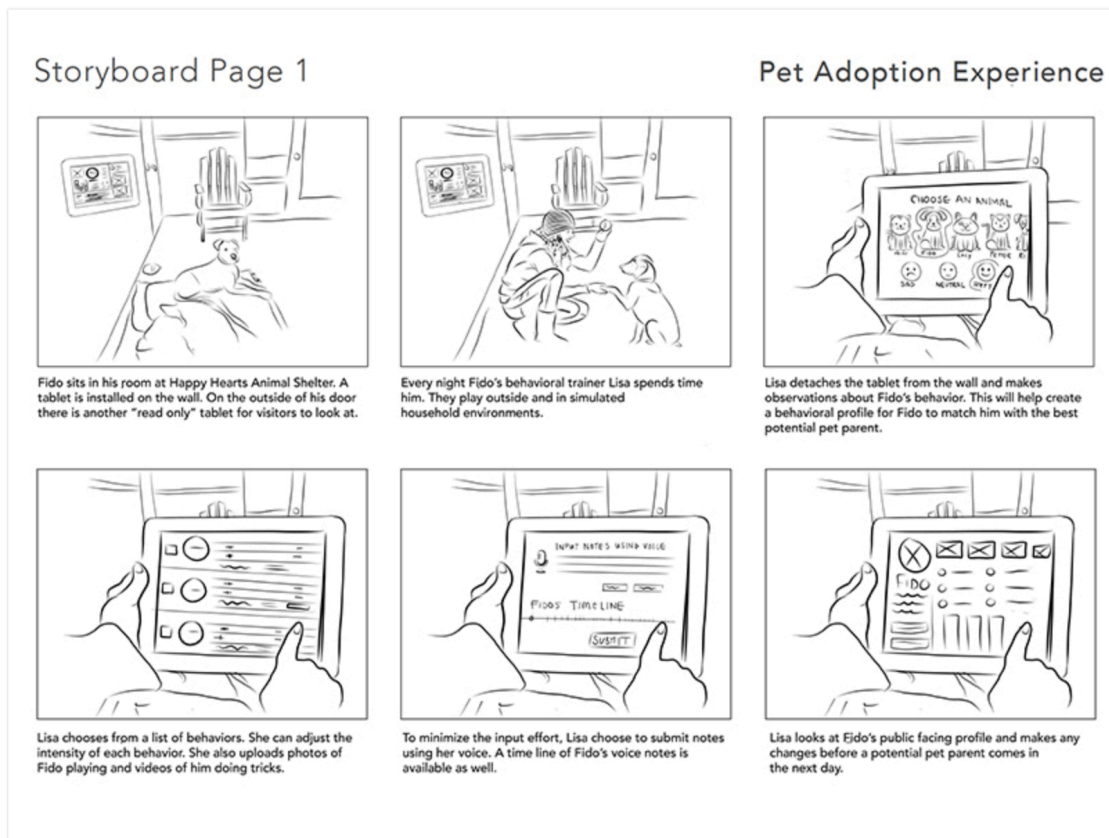 Storyboard Page 1
Pet Adoption Experience
CHOOSE AN ANIMAL
FIDO
SAD
NEUTRAL
HAPPY
Fido sits in his room at Happy Hearts Animal Shelter. A
tablet is installed on the wall. On the outside of his door
there is another “read only” tablet for visitors to look at.
Every night Fido’s behavioral trainer Lisa spends time
him. They play outside and in simulated
household environments.
Lisa detaches the tablet from the wall and makes
observations about Fido’s behavior. This will help create
a behavioral profile for Fido to match him with the best
potential pet parent.
INPUT NOTES USING VOICE
FIDOS TIMELINE
SUBMIT
FIDO
Lisa chooses from a list of behaviors. She can adjust the
intensity of each behavior. She also uploads photos of
Fido playing and videos of him doing tricks.
To minimize the input effort, Lisa choose to submit notes
using her voice. A time line of Fido’s voice notes is
available as well.
Lisa looks at Fido’s public facing profile and makes any
changes before a potential pet parent comes in
the next day.